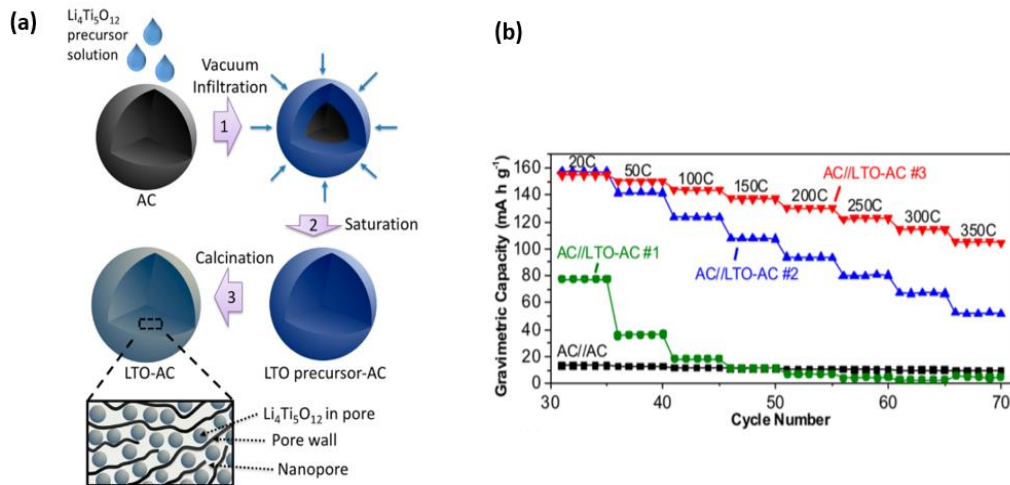 (a)
Li₄Ti₅O₁₂
precursor
solution
Vacuum
Infiltration
1
AC
2
Saturation
Calcination
3
LTO-AC
LTO precursor-AC
Li₄Ti₅O₁₂ in pore
Pore wall
Nanopore
(b)
Gravimetric Capacity (mA h g⁻¹)
160
140
120
100
80
60
40
20
0
20C
50C
100C
150C
200C
250C
300C
350C
AC//LTO-AC #3
AC//LTO-AC #1
AC//LTO-AC #2
AC//AC
30
40
50
60
70
Cycle Number